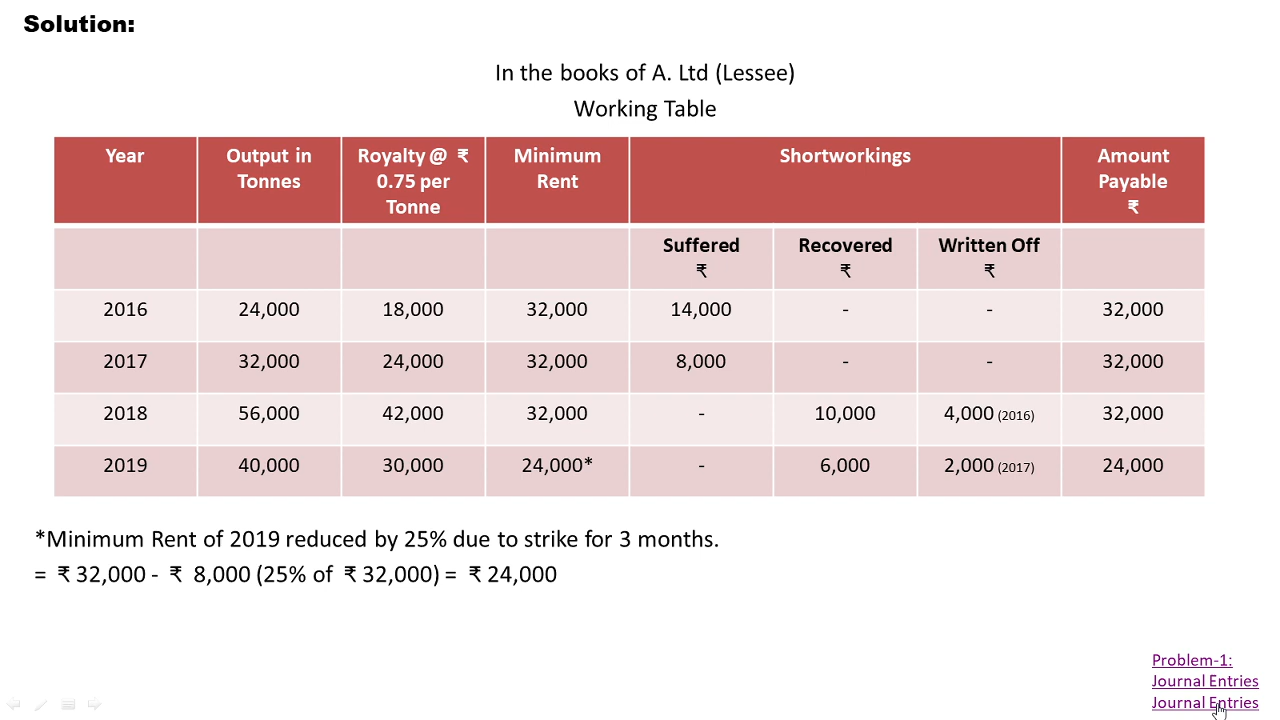 Solution:
In the books of A. Ltd (Lessee)
Working Table
Year Output in Tonnes Royalty @ ₹ 0.75 per Tonne Minimum Rent Shortworkings Amount Payable ₹
Suffered ₹ Recovered ₹ Written Off ₹
2016 24,000 18,000 32,000 14,000 - - 32,000
2017 32,000 24,000 32,000 8,000 - - 32,000
2018 56,000 42,000 32,000 - 10,000 4,000 (2016) 32,000
2019 40,000 30,000 24,000* - 6,000 2,000 (2017) 24,000
*Minimum Rent of 2019 reduced by 25% due to strike for 3 months.
= ₹ 32,000 - ₹ 8,000 (25% of ₹ 32,000) = ₹ 24,000
Problem-1:
Journal Entries
Journal Entries